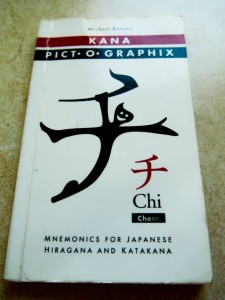 Michael Rowley
KANA
PICT·O·GRAPHIX
チ
Chi
Cheer.
MNEMONICS FOR JAPANESE
HIRAGANA AND KATAKANA